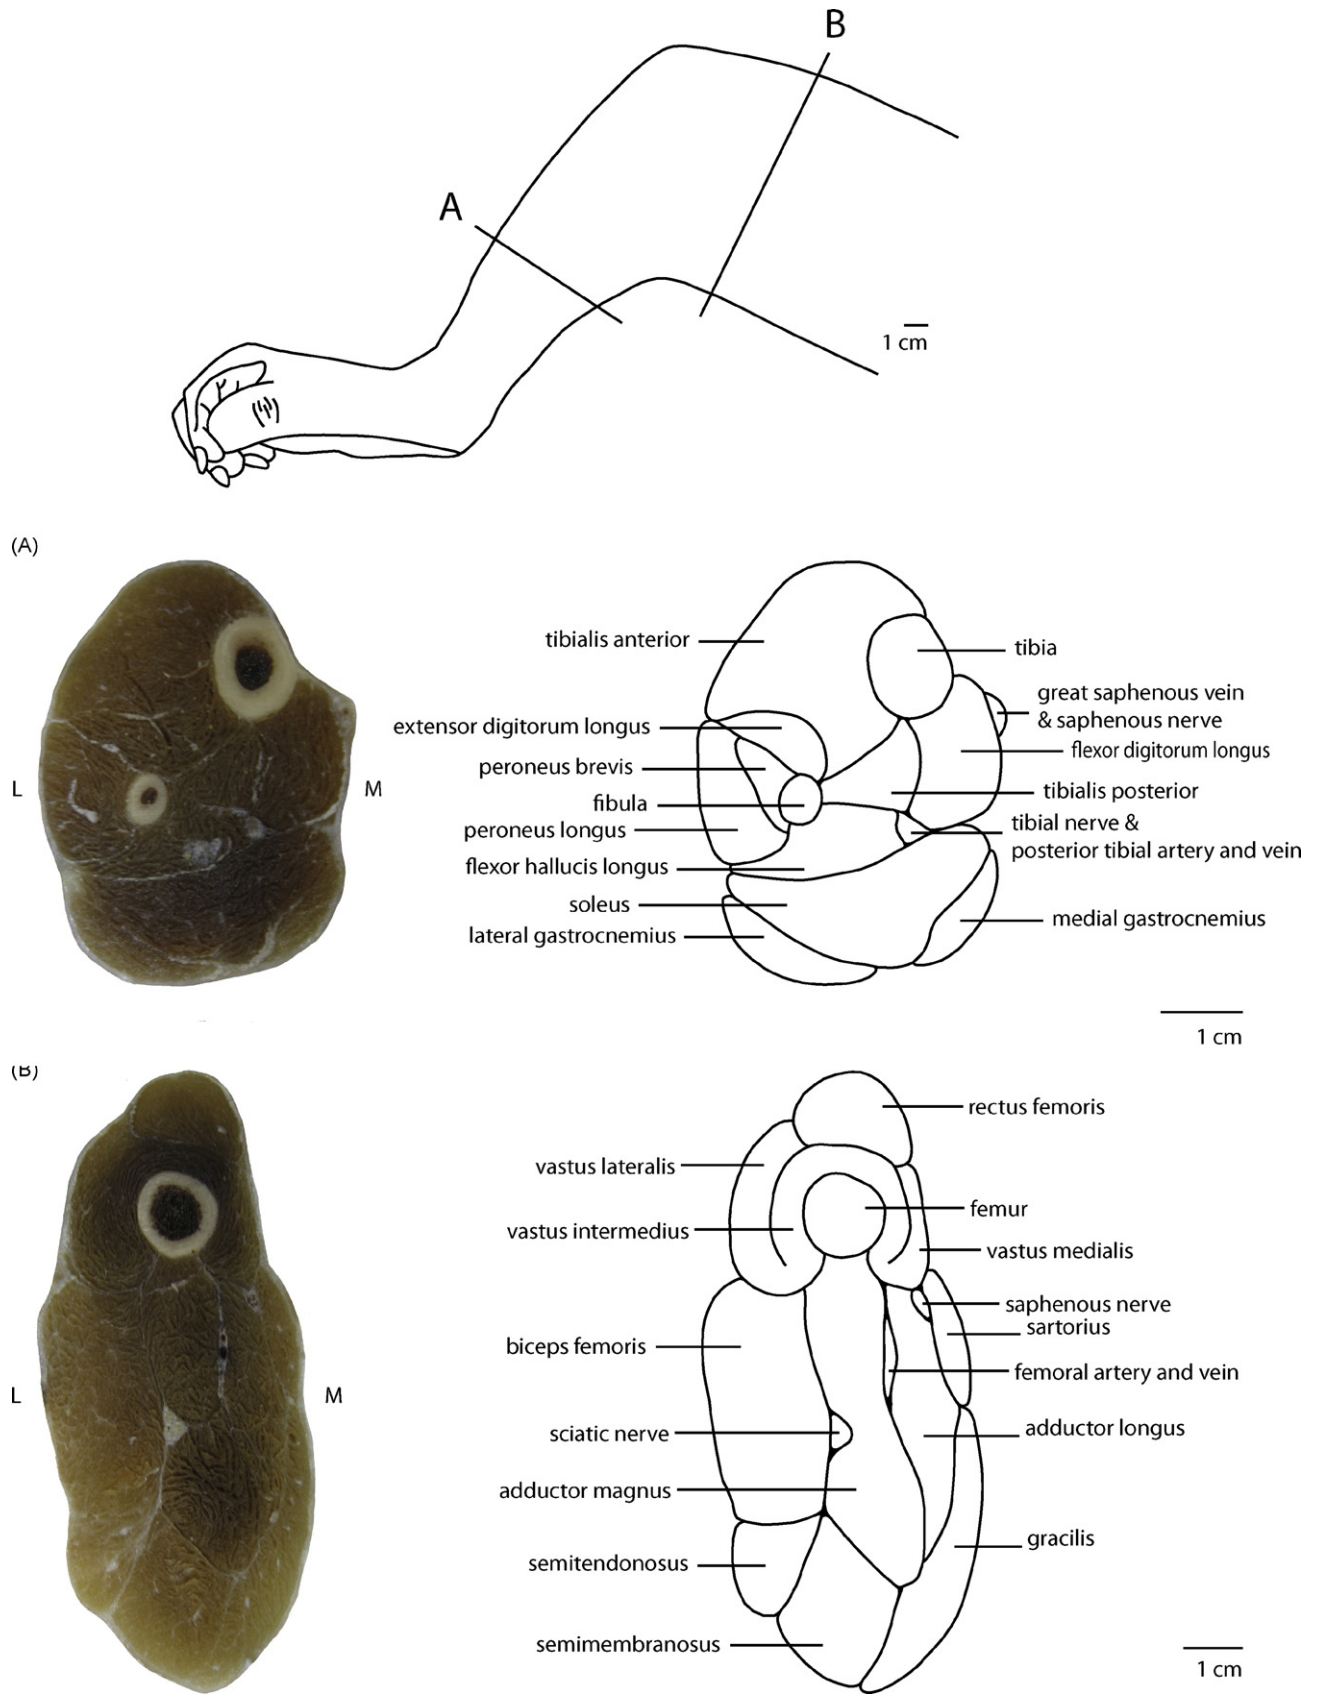 B
A
1 cm
(A)
tibialis anterior
tibia
great saphenous vein
& saphenous nerve
extensor digitorum longus
flexor digitorum longus
peroneus brevis
L
M
tibialis posterior
fibula
tibial nerve &
peroneus longus
posterior tibial artery and vein
flexor hallucis longus
soleus
medial gastrocnemius
lateral gastrocnemius
1 cm
(B)
rectus femoris
vastus lateralis
femur
vastus intermedius
vastus medialis
saphenous nerve
sartorius
biceps femoris
femoral artery and vein
L
M
adductor longus
sciatic nerve
adductor magnus
gracilis
semitendonosus
semimembranosus
1 cm